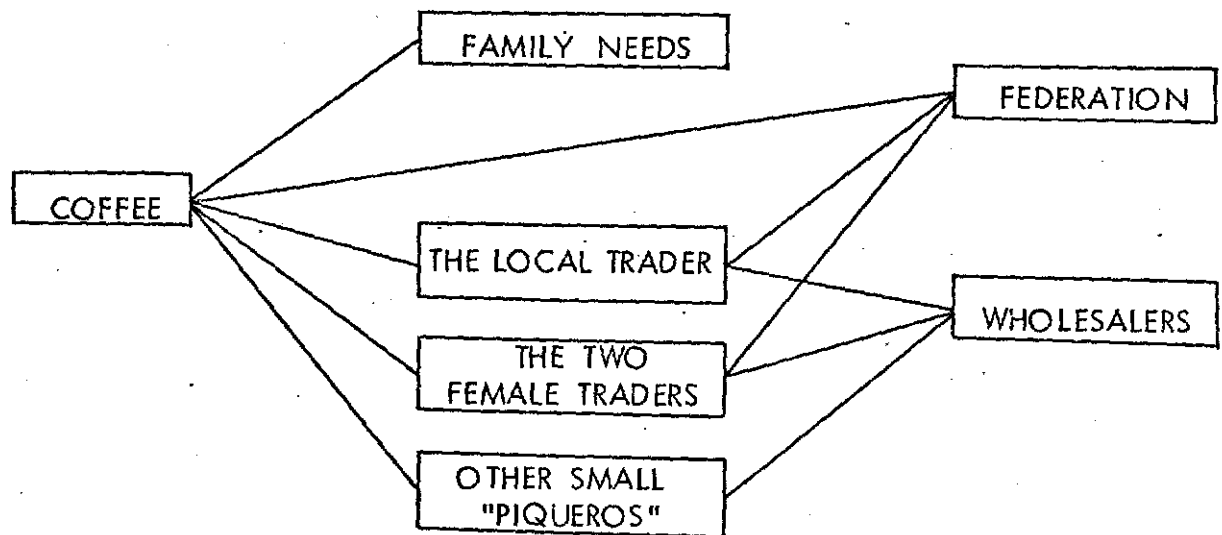 FAMILY NEEDS
FEDERATION
COFFEE
THE LOCAL TRADER
WHOLESALERS
THE TWO
FEMALE TRADERS
OTHER SMALL
"PIQUEROS"